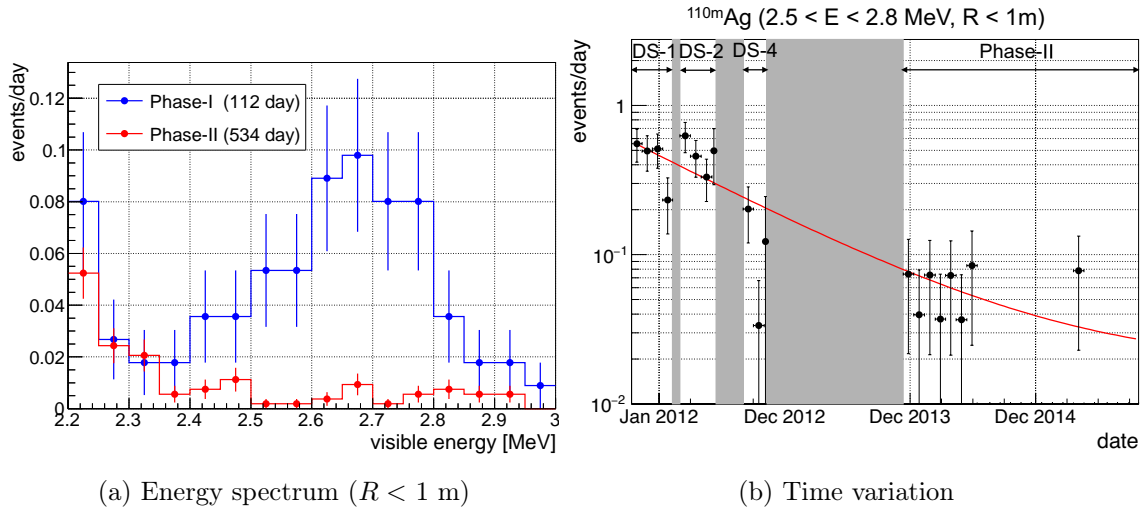 events/day
0.12
0.1
0.08
0.06
0.04
0.02
0
Phase-I (112 day)
Phase-II (534 day)
2.2 2.3 2.4 2.5 2.6 2.7 2.8 2.9 3
visible energy [MeV]
(a) Energy spectrum (R < 1 m)
¹¹⁰ᵐAg (2.5 < E < 2.8 MeV, R < 1m)
events/day
DS-1 DS-2 DS-4 Phase-II
1
10⁻¹
10⁻²
Jan 2012 Dec 2012 Dec 2013 Dec 2014
date
(b) Time variation